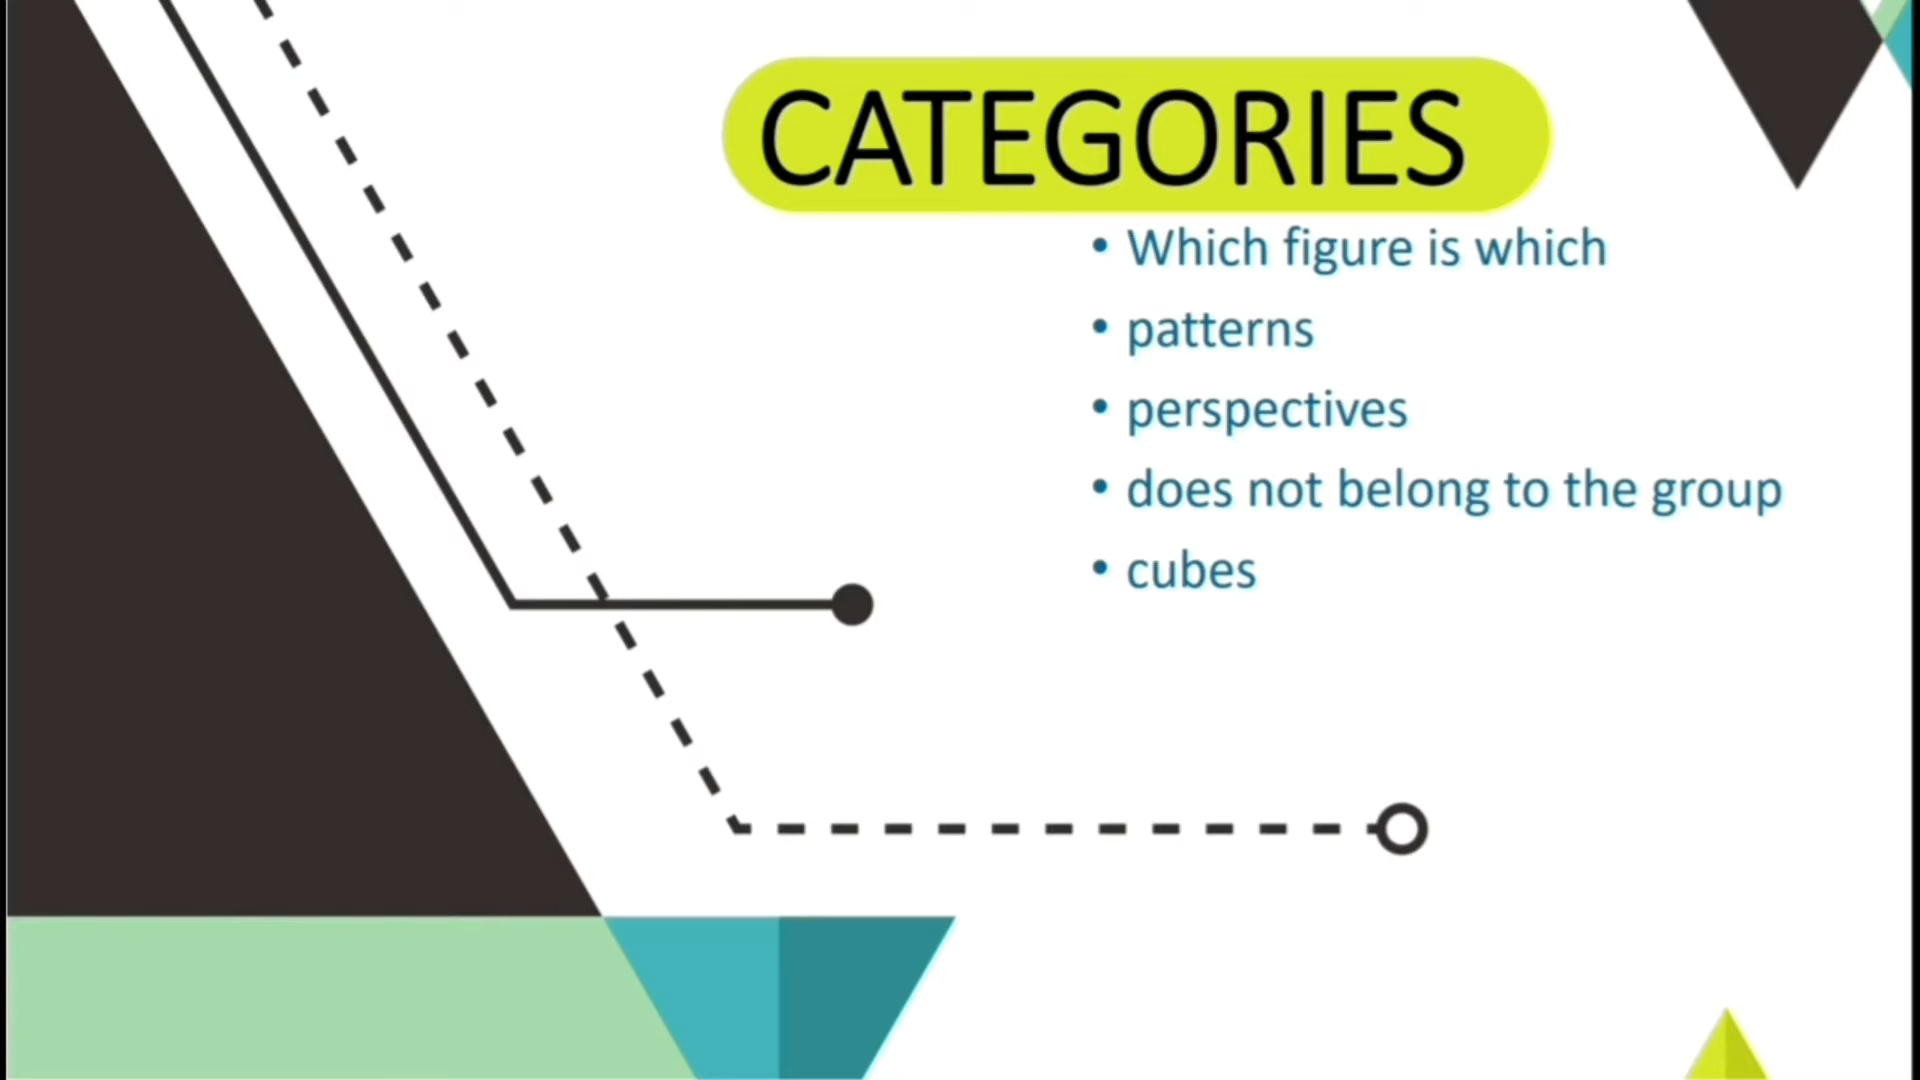 CATEGORIES
• Which figure is which
• patterns
• perspectives
• does not belong to the group
• cubes